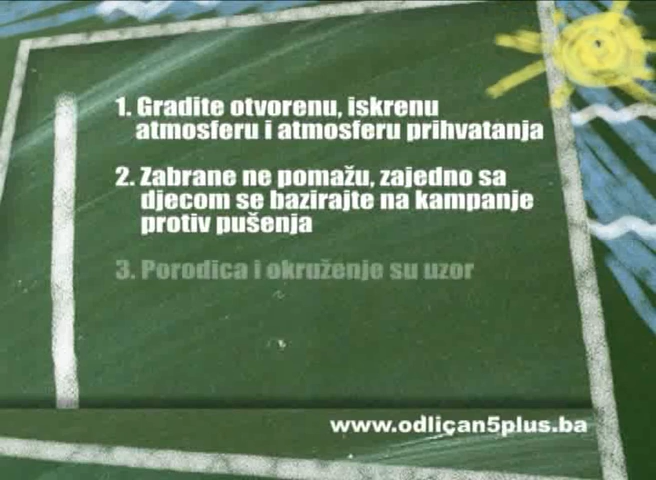 1. Gradite otvorenu, iskrenu
atmosferu i atmosferu prihvatanja
2. Zabrane ne pomažu, zajedno sa
djecom se bazirajte na kampanje
protiv pušenja
3. Porodica i okruženje su uzor
www.odliçan5plus.ba